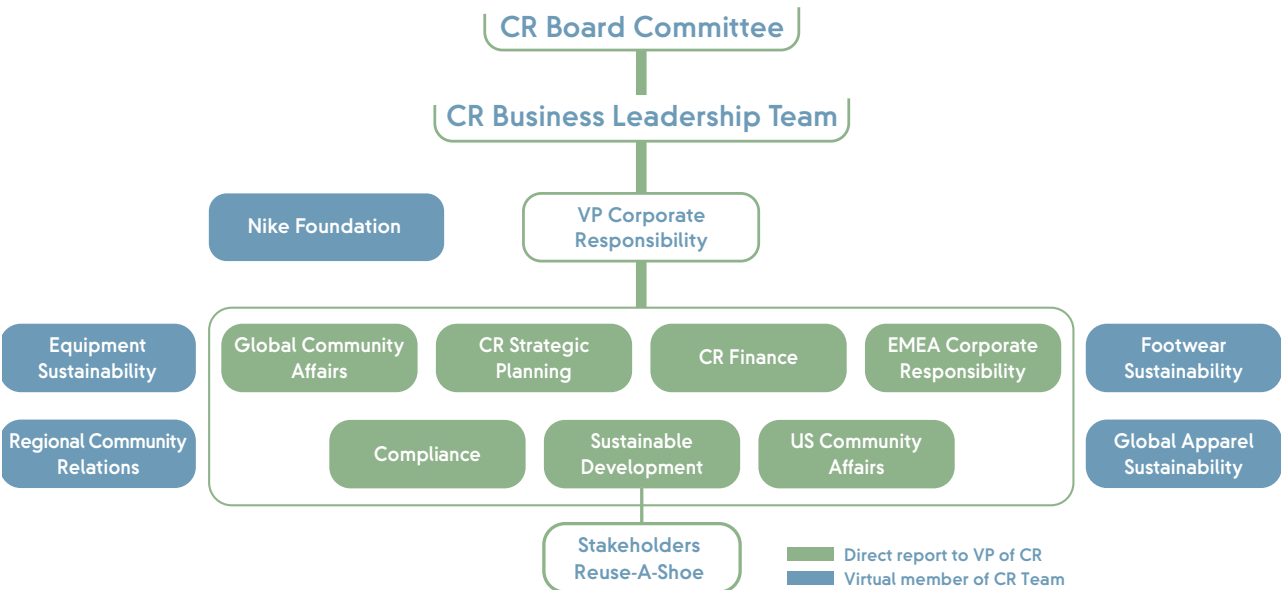 CR Board Committee
CR Business Leadership Team
Nike Foundation
VP Corporate
Responsibility
Equipment
Sustainability
Global Community
Affairs
CR Strategic
Planning
CR Finance
EMEA Corporate
Responsibility
Footwear
Sustainability
Regional Community
Relations
Compliance
Sustainable
Development
US Community
Affairs
Global Apparel
Sustainability
Stakeholders
Reuse-A-Shoe
Direct report to VP of CR
Virtual member of CR Team